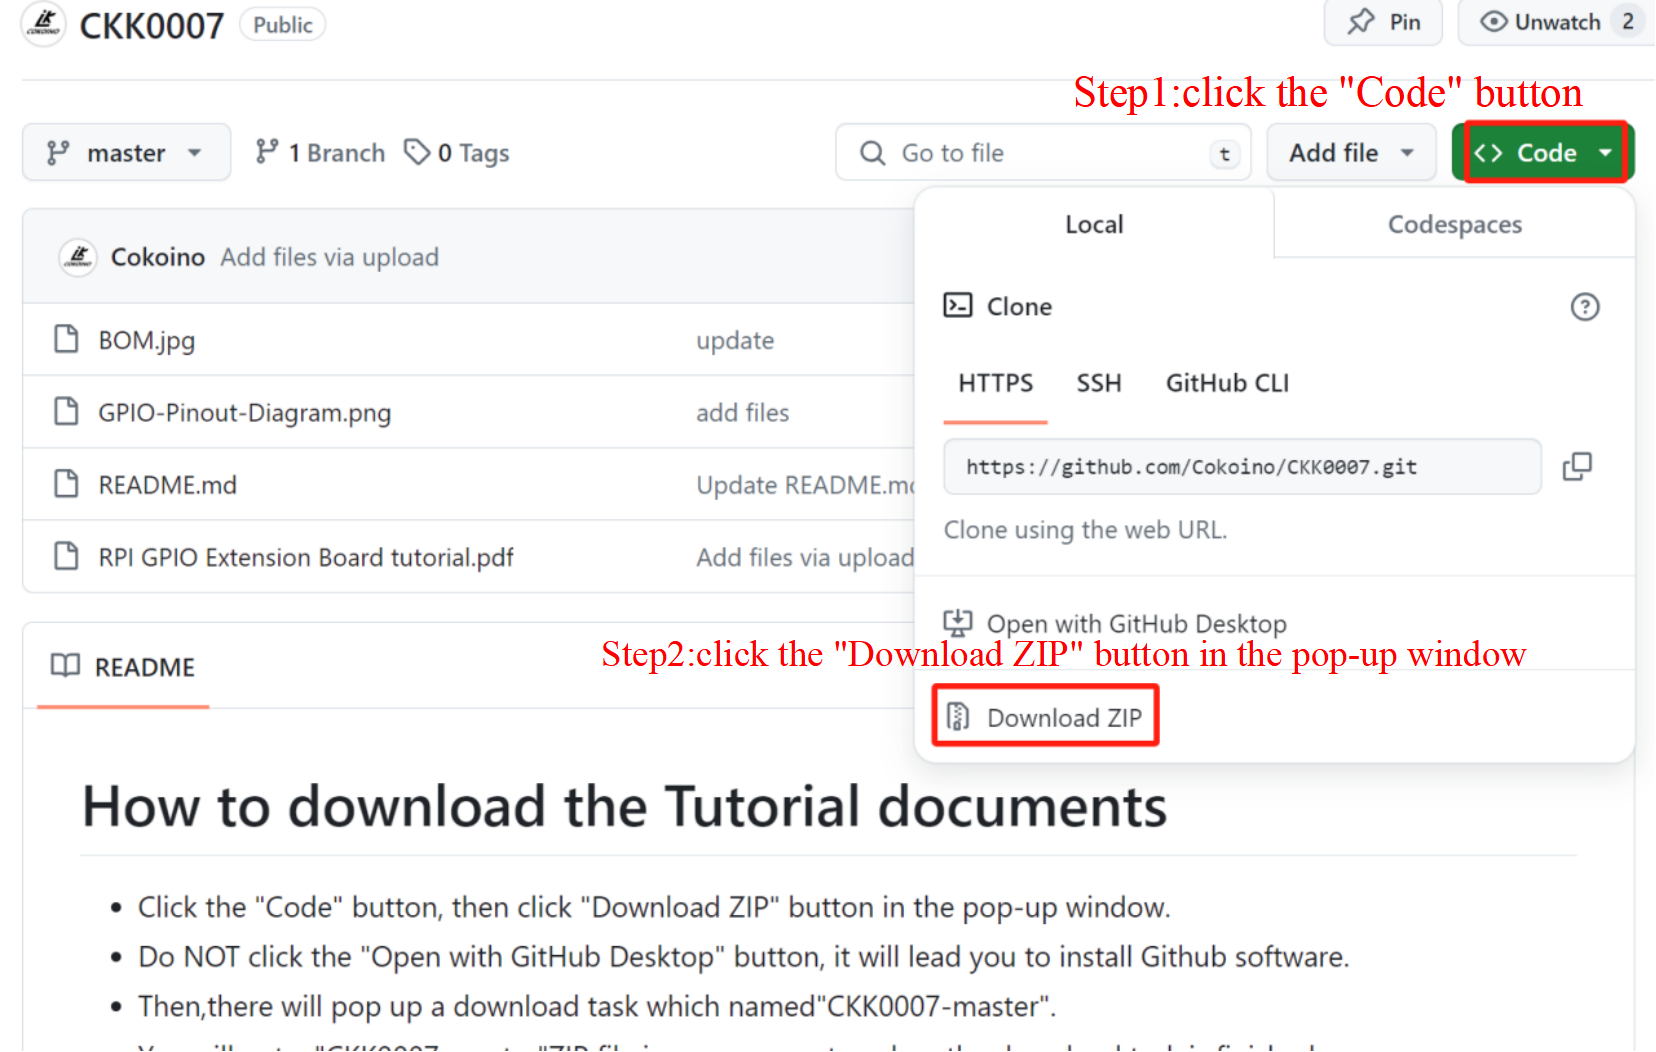 CKK0007 Public Pin Unwatch 2
Step1:click the "Code" button
master 1 Branch 0 Tags Go to file t Add file <> Code
Local Codespaces
Cokoino Add files via upload
Clone
BOM.jpg update
HTTPS SSH GitHub CLI
GPIO-Pinout-Diagram.png add files
https://github.com/Cokoino/CKK0007.git
README.md Update README.m
Clone using the web URL.
RPI GPIO Extension Board tutorial.pdf Add files via upload
Open with GitHub Desktop
Step2:click the "Download ZIP" button in the pop-up window
README
Download ZIP
How to download the Tutorial documents
• Click the "Code" button, then click "Download ZIP" button in the pop-up window.
• Do NOT click the "Open with GitHub Desktop" button, it will lead you to install Github software.
• Then,there will pop up a download task which named"CKK0007-master".